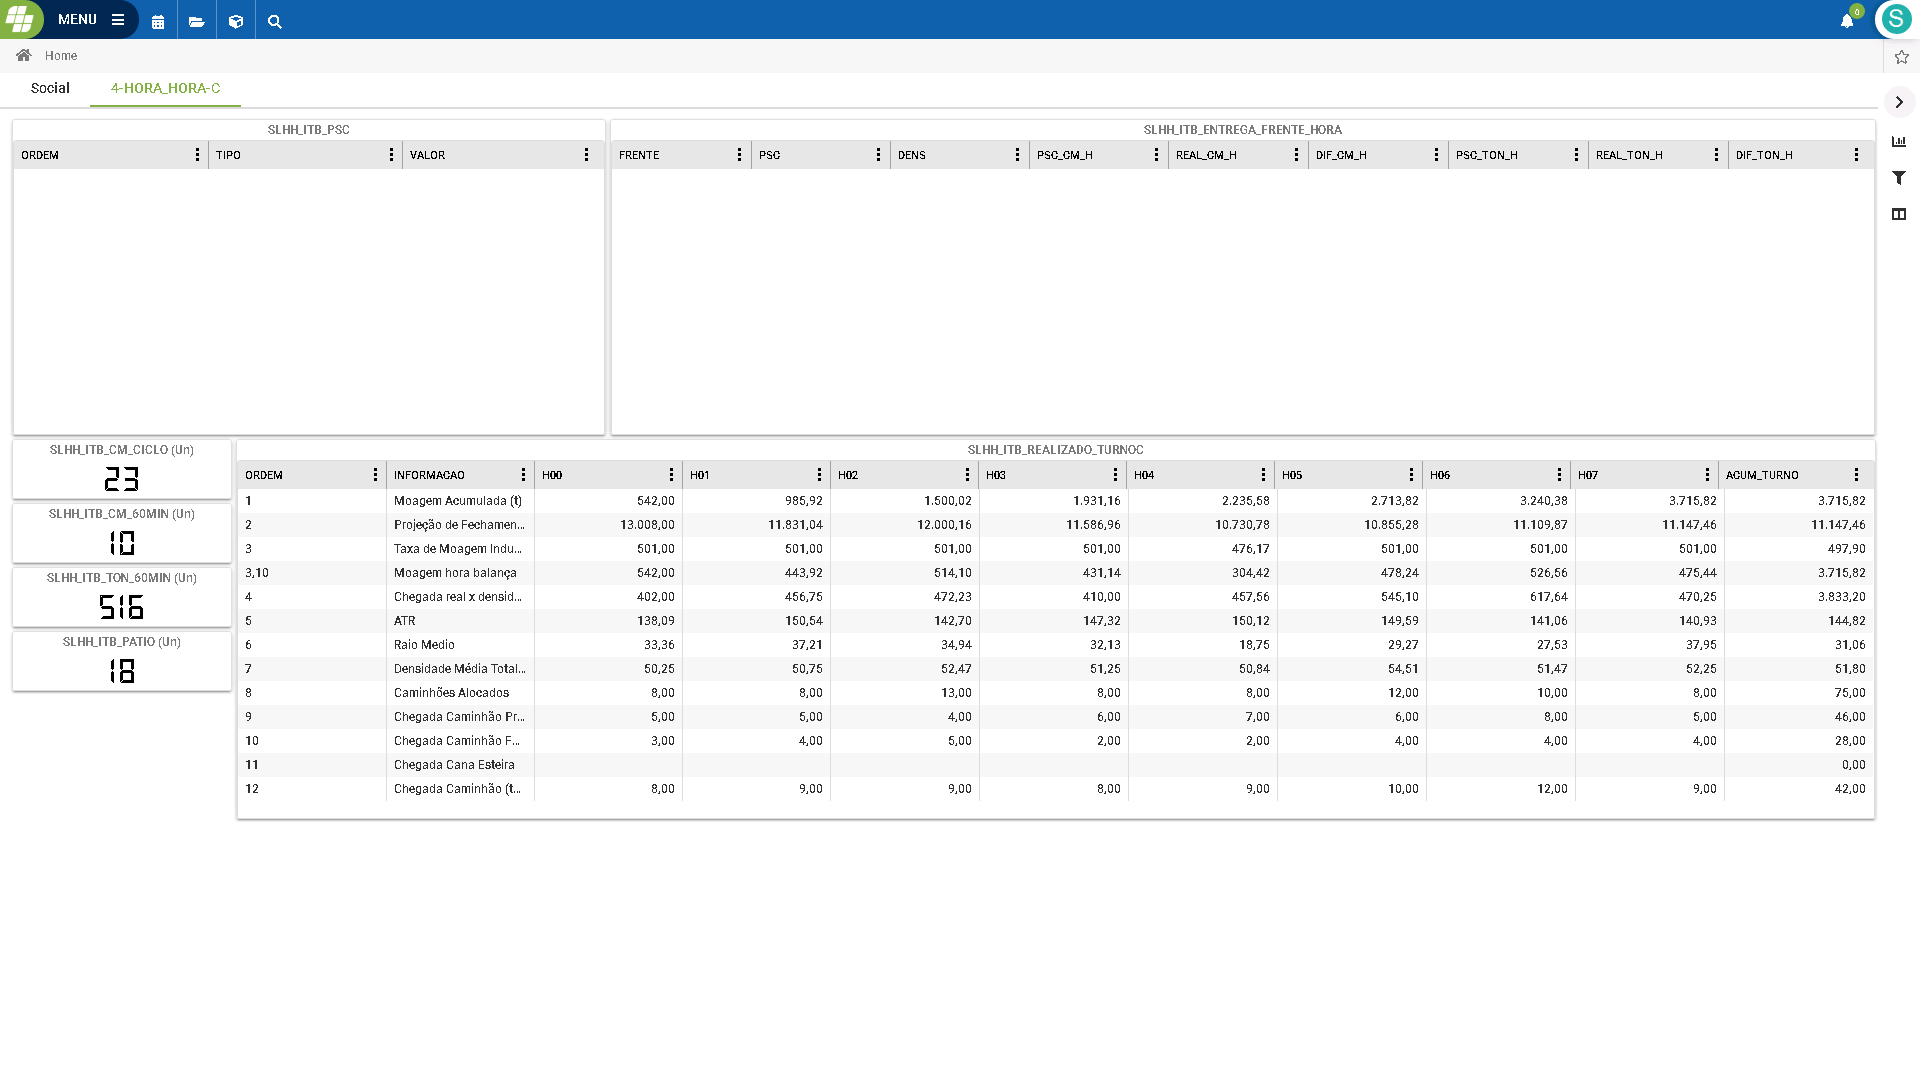 MENU
0
S
Home
Social
4-HORA_HORA-C
SLHH_ITB_PSC
ORDEM TIPO VALOR
SLHH_ITB_ENTREGA_FRENTE_HORA
FRENTE PSC DENS PSC_CM_H REAL_CM_H DIF_CM_H PSC_TON_H REAL_TON_H DIF_TON_H
SLHH_ITB_CM_CICLO (Un)
23
SLHH_ITB_CM_60MIN (Un)
10
SLHH_ITB_TON_60MIN (Un)
516
SLHH_ITB_PATIO (Un)
18
SLHH_ITB_REALIZADO_TURNOC
ORDEM INFORMACAO H00 H01 H02 H03 H04 H05 H06 H07 ACUM_TURNO
1 Moagem Acumulada (t) 542,00 985,92 1.500,02 1.931,16 2.235,58 2.713,82 3.240,38 3.715,82 3.715,82
2 Projeção de Fechamen... 13.008,00 11.831,04 12.000,16 11.586,96 10.730,78 10.855,28 11.109,87 11.147,46 11.147,46
3 Taxa de Moagem Indu... 501,00 501,00 501,00 501,00 476,17 501,00 501,00 501,00 497,90
3,10 Moagem hora balança 542,00 443,92 514,10 431,14 304,42 478,24 526,56 475,44 3.715,82
4 Chegada real x densid... 402,00 456,75 472,23 410,00 457,56 545,10 617,64 470,25 3.833,20
5 ATR 138,09 150,54 142,70 147,32 150,12 149,59 141,06 140,93 144,82
6 Raio Medio 33,36 37,21 34,94 32,13 18,75 29,27 27,53 37,95 31,06
7 Densidade Média Total... 50,25 50,75 52,47 51,25 50,84 54,51 51,47 52,25 51,80
8 Caminhões Alocados 8,00 8,00 13,00 8,00 8,00 12,00 10,00 8,00 75,00
9 Chegada Caminhão Pr... 5,00 5,00 4,00 6,00 7,00 6,00 8,00 5,00 46,00
10 Chegada Caminhão F... 3,00 4,00 5,00 2,00 2,00 4,00 4,00 4,00 28,00
11 Chegada Cana Esteira 0,00
12 Chegada Caminhão (t... 8,00 9,00 9,00 8,00 9,00 10,00 12,00 9,00 42,00